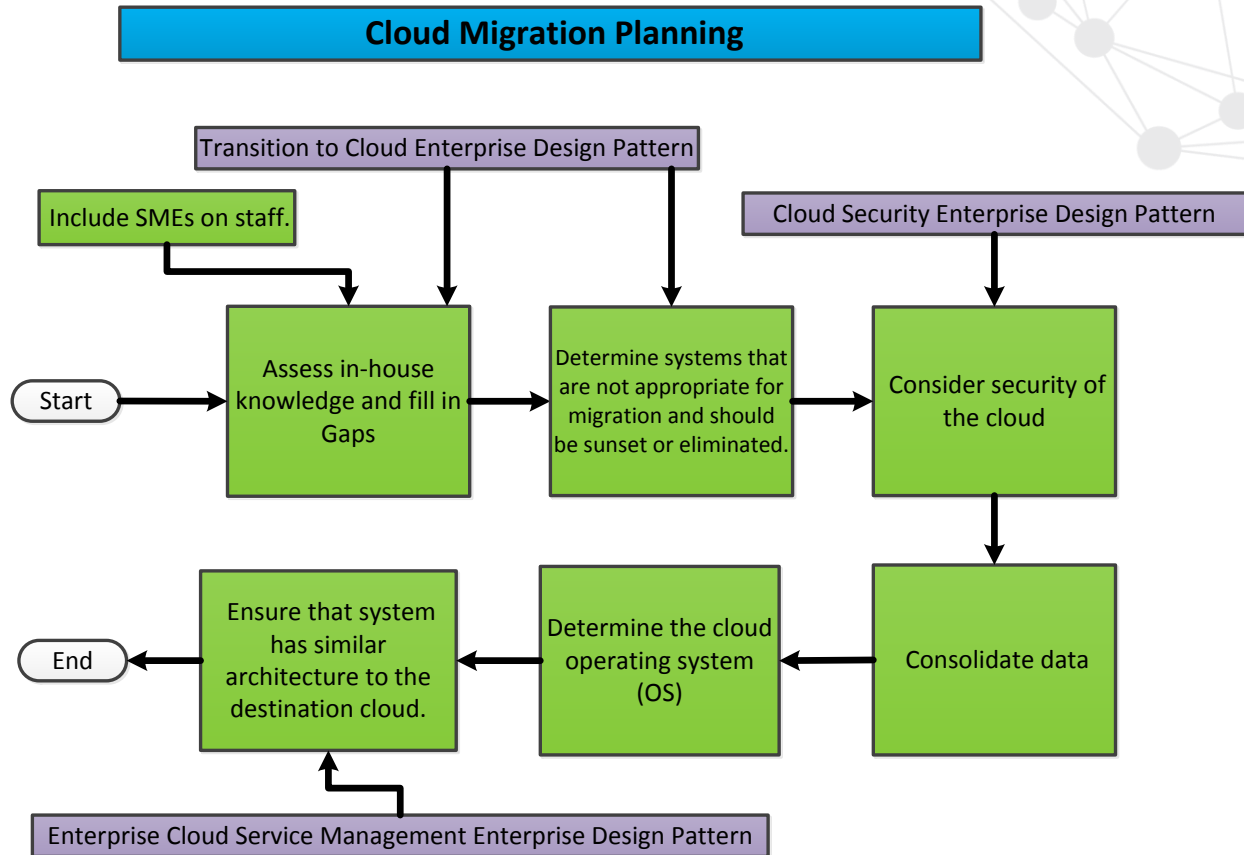 Cloud Migration Planning
Transition to Cloud Enterprise Design Pattern
Include SMEs on staff.
Cloud Security Enterprise Design Pattern
Start
Assess in-house
knowledge and fill in
Gaps
Determine systems that
are not appropriate for
migration and should
be sunset or eliminated.
Consider security of
the cloud
End
Ensure that system
has similar
architecture to the
destination cloud.
Determine the cloud
operating system
(OS)
Consolidate data
Enterprise Cloud Service Management Enterprise Design Pattern